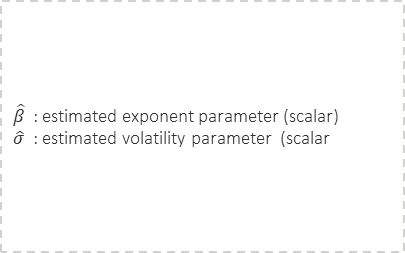 β̂ : estimated exponent parameter (scalar)
σ̂ : estimated volatility parameter (scalar